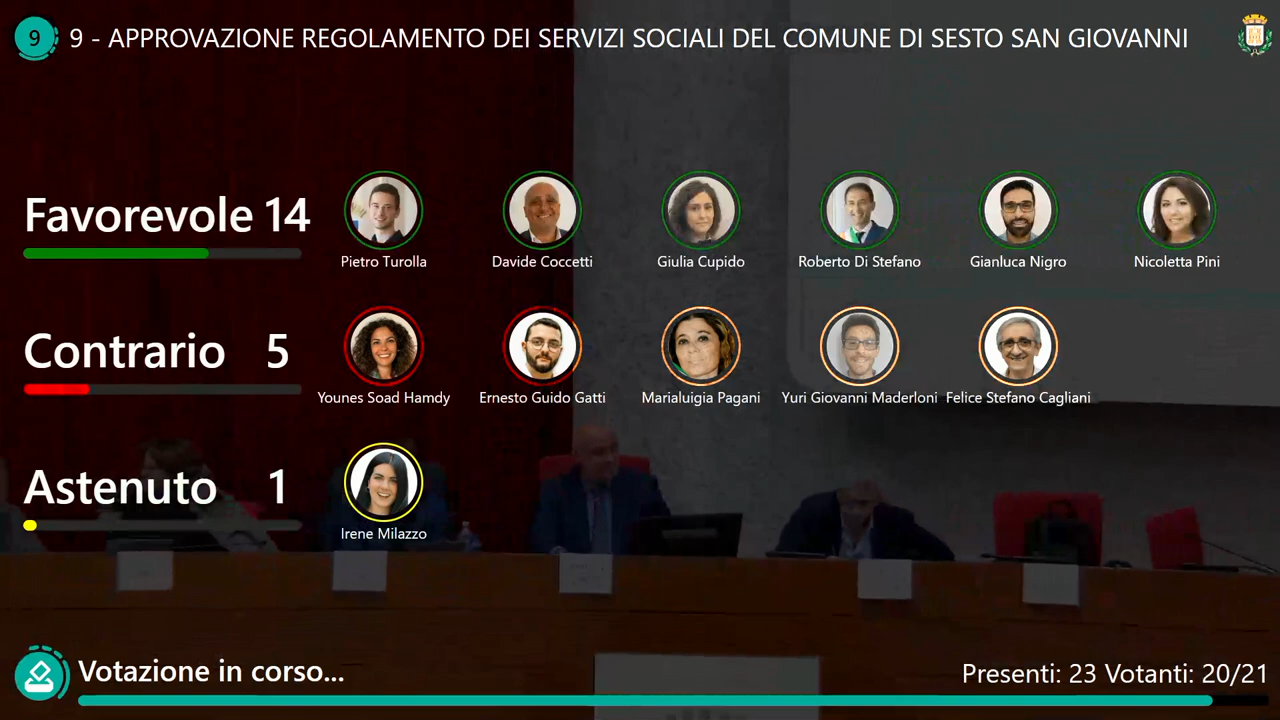 9
9 - APPROVAZIONE REGOLAMENTO DEI SERVIZI SOCIALI DEL COMUNE DI SESTO SAN GIOVANNI
Favorevole 14
Pietro Turolla
Davide Coccetti
Giulia Cupido
Roberto Di Stefano
Gianluca Nigro
Nicoletta Pini
Contrario 5
Younes Soad Hamdy
Ernesto Guido Gatti
Marialuigia Pagani
Yuri Giovanni Maderloni
Felice Stefano Cagliani
Astenuto 1
Irene Milazzo
Votazione in corso...
Presenti: 23 Votanti: 20/21